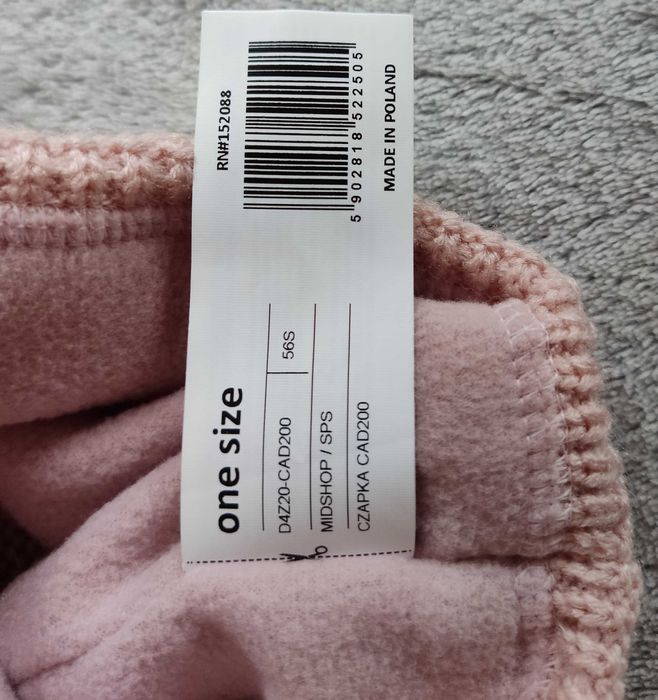 one size
D4Z20-CAD200 56S
MIDSHOP / SPS
CZAPKA CAD200
RN#152088
5 902818 522505
MADE IN POLAND